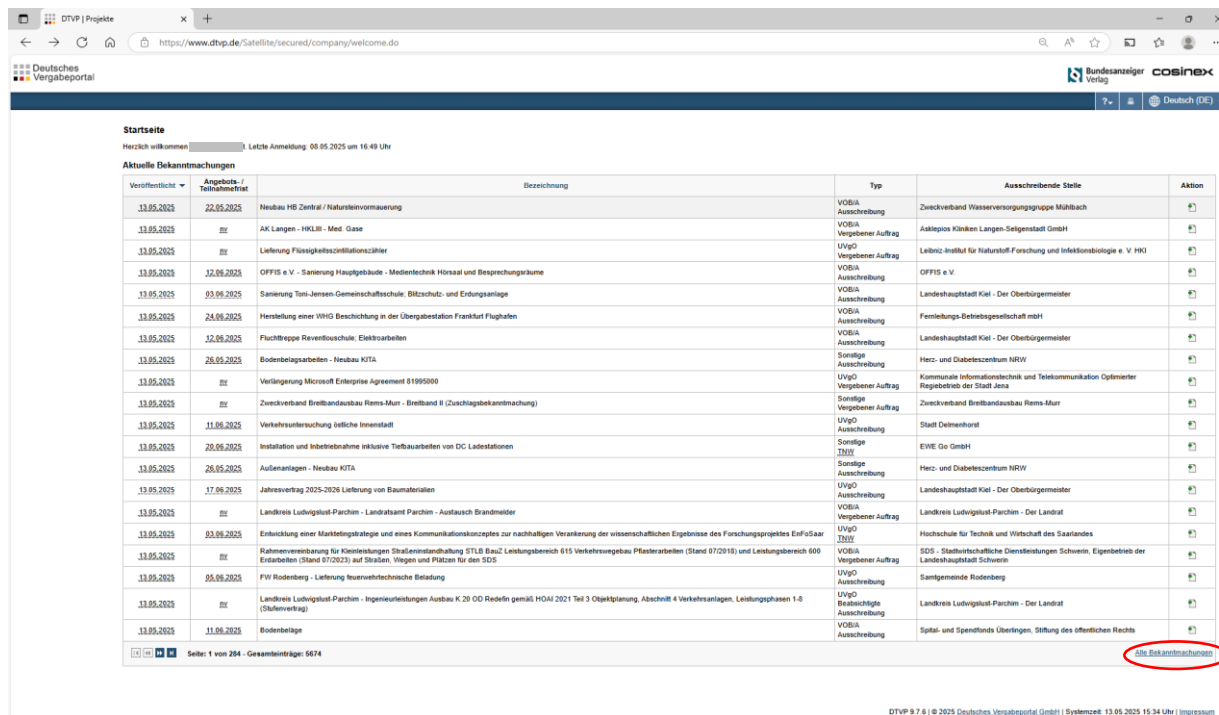 DTVP | Projekte
https://www.dtvp.de/Satellite/secured/company/welcome.do
Deutsches
Vergabeportal
Bundesanzeiger
Verlag
cosinex
?
Deutsch (DE)
Startseite
Herzlich willkommen t. Letzte Anmeldung: 08.05.2025 um 16:49 Uhr
Aktuelle Bekanntmachungen
Veröffentlicht Angebots-/ Teilnahmefrist Bezeichnung Typ Ausschreibende Stelle Aktion
13.05.2025 22.05.2025 Neubau HB Zentral / Natursteinvormauerung VOB/A Ausschreibung Zweckverband Wasserversorgungsgruppe Mühlbach
13.05.2025 nv AK Langen - HKLIII - Med. Gase VOB/A Vergebener Auftrag Asklepios Kliniken Langen-Seligenstadt GmbH
13.05.2025 nv Lieferung Flüssigkeitsszintillationszähler UVgO Vergebener Auftrag Leibniz-Institut für Naturstoff-Forschung und Infektionsbiologie e. V. HKI
13.05.2025 12.06.2025 OFFIS e.V. - Sanierung Hauptgebäude - Medientechnik Hörsaal und Besprechungsräume VOB/A Ausschreibung OFFIS e.V.
13.05.2025 03.06.2025 Sanierung Toni-Jensen-Gemeinschaftsschule; Blitzschutz- und Erdungsanlage VOB/A Ausschreibung Landeshauptstadt Kiel - Der Oberbürgermeister
13.05.2025 24.06.2025 Herstellung einer WHG Beschichtung in der Übergabestation Frankfurt Flughafen VOB/A Ausschreibung Fernleitungs-Betriebsgesellschaft mbH
13.05.2025 12.06.2025 Fluchttreppe Reventlouschule; Elektroarbeiten VOB/A Ausschreibung Landeshauptstadt Kiel - Der Oberbürgermeister
13.05.2025 26.05.2025 Bodenbelagsarbeiten - Neubau KITA Sonstige Ausschreibung Herz- und Diabeteszentrum NRW
13.05.2025 nv Verlängerung Microsoft Enterprise Agreement 81995000 UVgO Vergebener Auftrag Kommunale Informationstechnik und Telekommunikation Optimierter Regiebetrieb der Stadt Jena
13.05.2025 nv Zweckverband Breitbandausbau Rems-Murr - Breitband II (Zuschlagsbekanntmachung) Sonstige Vergebener Auftrag Zweckverband Breitbandausbau Rems-Murr
13.05.2025 11.06.2025 Verkehrsuntersuchung östliche Innenstadt UVgO Ausschreibung Stadt Delmenhorst
13.05.2025 20.06.2025 Installation und Inbetriebnahme inklusive Tiefbauarbeiten von DC Ladestationen Sonstige TNW EWE Go GmbH
13.05.2025 26.05.2025 Außenanlagen - Neubau KITA Sonstige Ausschreibung Herz- und Diabeteszentrum NRW
13.05.2025 17.06.2025 Jahresvertrag 2025-2026 Lieferung von Baumaterialien UVgO Ausschreibung Landeshauptstadt Kiel - Der Oberbürgermeister
13.05.2025 nv Landkreis Ludwigslust-Parchim - Landratsamt Parchim - Austausch Brandmelder VOB/A Vergebener Auftrag Landkreis Ludwigslust-Parchim - Der Landrat
13.05.2025 03.06.2025 Entwicklung einer Marktetingstrategie und eines Kommunikationskonzeptes zur nachhaltigen Verankerung der wissenschaftlichen Ergebnisse des Forschungsprojektes EnFoSaar UVgO TNW Hochschule für Technik und Wirtschaft des Saarlandes
13.05.2025 nv Rahmenvereinbarung für Kleinleistungen Straßeninstandhaltung STLB BauZ Leistungsbereich 615 Verkehrswegebau Pflasterarbeiten (Stand 07/2018) und Leistungsbereich 600 Erdarbeiten (Stand 07/2023) auf Straßen, Wegen und Plätzen für den SDS VOB/A Vergebener Auftrag SDS - Stadtwirtschaftliche Dienstleistungen Schwerin, Eigenbetrieb der Landeshauptstadt Schwerin
13.05.2025 05.06.2025 FW Rodenberg - Lieferung feuerwehrtechnische Beladung UVgO Ausschreibung Samtgemeinde Rodenberg
13.05.2025 nv Landkreis Ludwigslust-Parchim - Ingenieurleistungen Ausbau K 20 OD Redefin gemäß HOAI 2021 Teil 3 Objektplanung, Abschnitt 4 Verkehrsanlagen, Leistungsphasen 1-8 (Stufenvertrag) UVgO Beabsichtigte Ausschreibung Landkreis Ludwigslust-Parchim - Der Landrat
13.05.2025 11.06.2025 Bodenbeläge VOB/A Ausschreibung Spital- und Spendfonds Überlingen, Stiftung des öffentlichen Rechts
Seite: 1 von 284 - Gesamteinträge: 5674
Alle Bekanntmachungen
DTVP 9.7.6 | © 2025 Deutsches Vergabeportal GmbH | Systemzeit: 13.05.2025 15:34 Uhr | Impressum